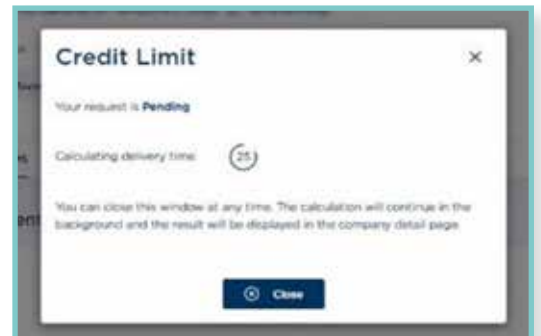 Credit Limit
Your request is Pending
Calculating delivery time
25
You can close this window at any time. The calculation will continue in the
background and the result will be displayed in the company detail page
Close